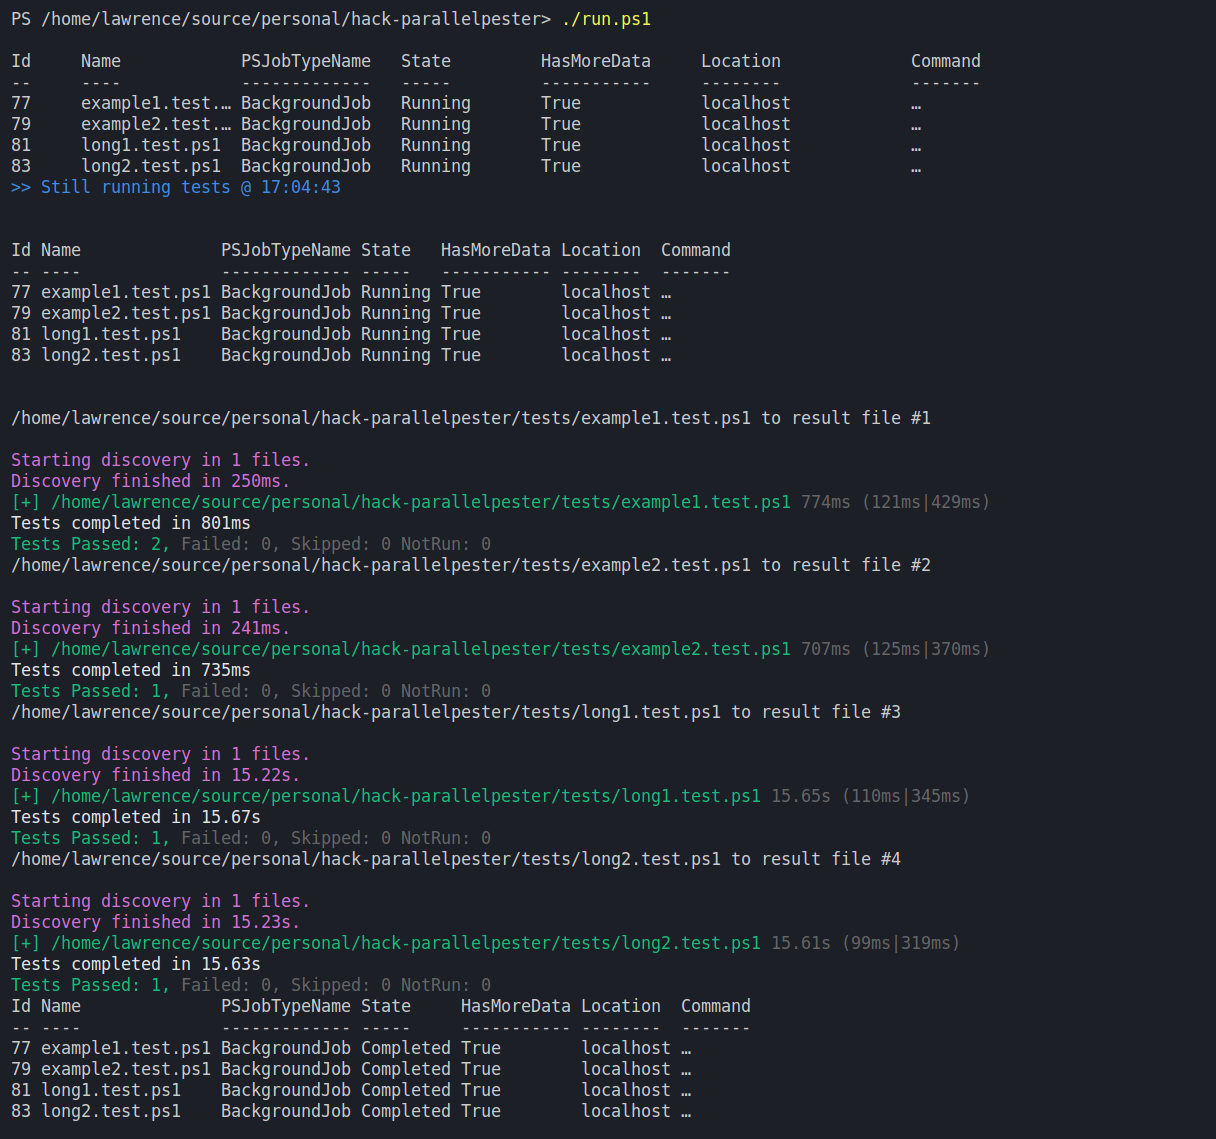 PS /home/lawrence/source/personal/hack-parallelpester> ./run.ps1
Id     Name            PSJobTypeName   State         HasMoreData     Location             Command
--     ----            -------------   -----         -----------     --------             -------
77     example1.test.… BackgroundJob   Running       True            localhost            …
79     example2.test.… BackgroundJob   Running       True            localhost            …
81     long1.test.ps1  BackgroundJob   Running       True            localhost            …
83     long2.test.ps1  BackgroundJob   Running       True            localhost            …
>> Still running tests @ 17:04:43
Id Name              PSJobTypeName State   HasMoreData Location  Command
-- ----              ------------- -----   ----------- --------  -------
77 example1.test.ps1 BackgroundJob Running True        localhost …
79 example2.test.ps1 BackgroundJob Running True        localhost …
81 long1.test.ps1    BackgroundJob Running True        localhost …
83 long2.test.ps1    BackgroundJob Running True        localhost …
/home/lawrence/source/personal/hack-parallelpester/tests/example1.test.ps1 to result file #1
Starting discovery in 1 files.
Discovery finished in 250ms.
[+] /home/lawrence/source/personal/hack-parallelpester/tests/example1.test.ps1 774ms (121ms|429ms)
Tests completed in 801ms
Tests Passed: 2, Failed: 0, Skipped: 0 NotRun: 0
/home/lawrence/source/personal/hack-parallelpester/tests/example2.test.ps1 to result file #2
Starting discovery in 1 files.
Discovery finished in 241ms.
[+] /home/lawrence/source/personal/hack-parallelpester/tests/example2.test.ps1 707ms (125ms|370ms)
Tests completed in 735ms
Tests Passed: 1, Failed: 0, Skipped: 0 NotRun: 0
/home/lawrence/source/personal/hack-parallelpester/tests/long1.test.ps1 to result file #3
Starting discovery in 1 files.
Discovery finished in 15.22s.
[+] /home/lawrence/source/personal/hack-parallelpester/tests/long1.test.ps1 15.65s (110ms|345ms)
Tests completed in 15.67s
Tests Passed: 1, Failed: 0, Skipped: 0 NotRun: 0
/home/lawrence/source/personal/hack-parallelpester/tests/long2.test.ps1 to result file #4
Starting discovery in 1 files.
Discovery finished in 15.23s.
[+] /home/lawrence/source/personal/hack-parallelpester/tests/long2.test.ps1 15.61s (99ms|319ms)
Tests completed in 15.63s
Tests Passed: 1, Failed: 0, Skipped: 0 NotRun: 0
Id Name              PSJobTypeName State     HasMoreData Location  Command
-- ----              ------------- -----     ----------- --------  -------
77 example1.test.ps1 BackgroundJob Completed True        localhost …
79 example2.test.ps1 BackgroundJob Completed True        localhost …
81 long1.test.ps1    BackgroundJob Completed True        localhost …
83 long2.test.ps1    BackgroundJob Completed True        localhost …